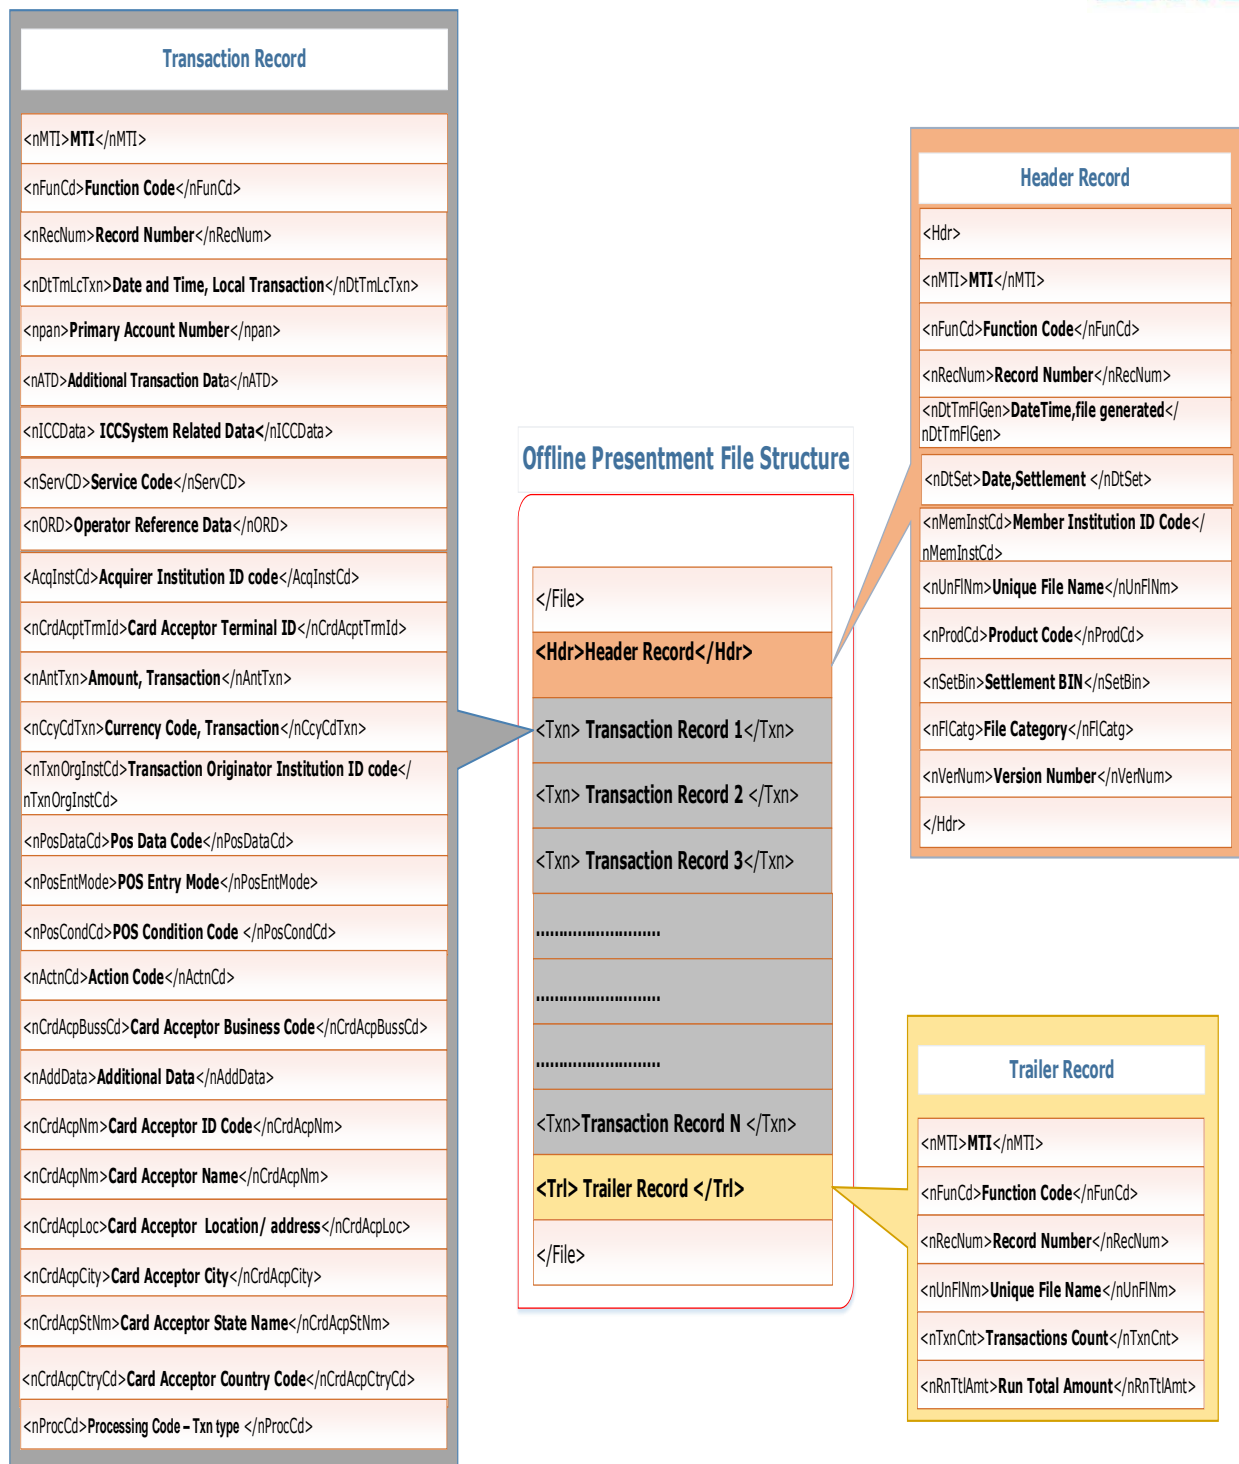 Transaction Record
<nMTI>MTI</nMTI>
<nFunCd>Function Code</nFunCd>
<nRecNum>Record Number</nRecNum>
<nDtTmLcTxn>Date and Time, Local Transaction</nDtTmLcTxn>
<npan>Primary Account Number</npan>
<nATD>Additional Transaction Data</nATD>
<nICCData> ICCSystem Related Data</nICCData>
<nServCD>Service Code</nServCD>
<nORD>Operator Reference Data</nORD>
<AcqInstCd>Acquirer Institution ID code</AcqInstCd>
<nCrdAcptTrmId>Card Acceptor Terminal ID</nCrdAcptTrmId>
<nAntTxn>Amount, Transaction</nAntTxn>
<nCcyCdTxn>Currency Code, Transaction</nCcyCdTxn>
<nTxnOrgInstCd>Transaction Originator Institution ID code</
nTxnOrgInstCd>
<nPosDataCd>Pos Data Code</nPosDataCd>
<nPosEntMode>POS Entry Mode</nPosEntMode>
<nPosCondCd>POS Condition Code </nPosCondCd>
<nActnCd>Action Code</nActnCd>
<nCrdAcpBussCd>Card Acceptor Business Code</nCrdAcpBussCd>
<nAddData>Additional Data</nAddData>
<nCrdAcpNm>Card Acceptor ID Code</nCrdAcpNm>
<nCrdAcpNm>Card Acceptor Name</nCrdAcpNm>
<nCrdAcpLoc>Card Acceptor  Location/ address</nCrdAcpLoc>
<nCrdAcpCity>Card Acceptor City</nCrdAcpCity>
<nCrdAcpStNm>Card Acceptor State Name</nCrdAcpStNm>
<nCrdAcpCtryCd>Card Acceptor Country Code</nCrdAcpCtryCd>
<nProcCd>Processing Code – Txn type </nProcCd>
Offline Presentment File Structure
</File>
<Hdr>Header Record</Hdr>
<Txn> Transaction Record 1</Txn>
<Txn> Transaction Record 2 </Txn>
<Txn> Transaction Record 3</Txn>
...........................
...........................
...........................
<Txn>Transaction Record N </Txn>
<Trl> Trailer Record </Trl>
</File>
Header Record
<Hdr>
<nMTI>MTI</nMTI>
<nFunCd>Function Code</nFunCd>
<nRecNum>Record Number</nRecNum>
<nDtTmFlGen>DateTime,file generated</
nDtTmFlGen>
<nDtSet>Date,Settlement </nDtSet>
<nMemInstCd>Member Institution ID Code</
nMemInstCd>
<nUnFlNm>Unique File Name</nUnFlNm>
<nProdCd>Product Code</nProdCd>
<nSetBin>Settlement BIN</nSetBin>
<nFlCatg>File Category</nFlCatg>
<nVerNum>Version Number</nVerNum>
</Hdr>
Trailer Record
<nMTI>MTI</nMTI>
<nFunCd>Function Code</nFunCd>
<nRecNum>Record Number</nRecNum>
<nUnFlNm>Unique File Name</nUnFlNm>
<nTxnCnt>Transactions Count</nTxnCnt>
<nRnTtlAmt>Run Total Amount</nRnTtlAmt>